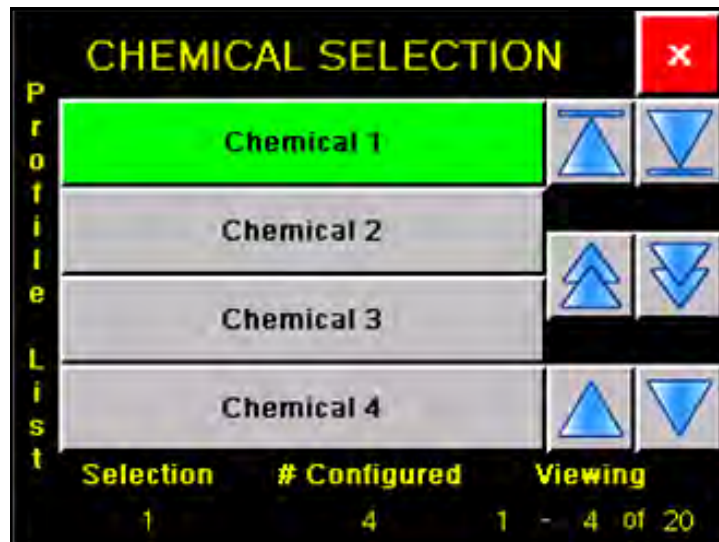 CHEMICAL SELECTION ×
Profile List
Chemical 1
Chemical 2
Chemical 3
Chemical 4
Selection # Configured Viewing
1 4 1 - 4 of 20